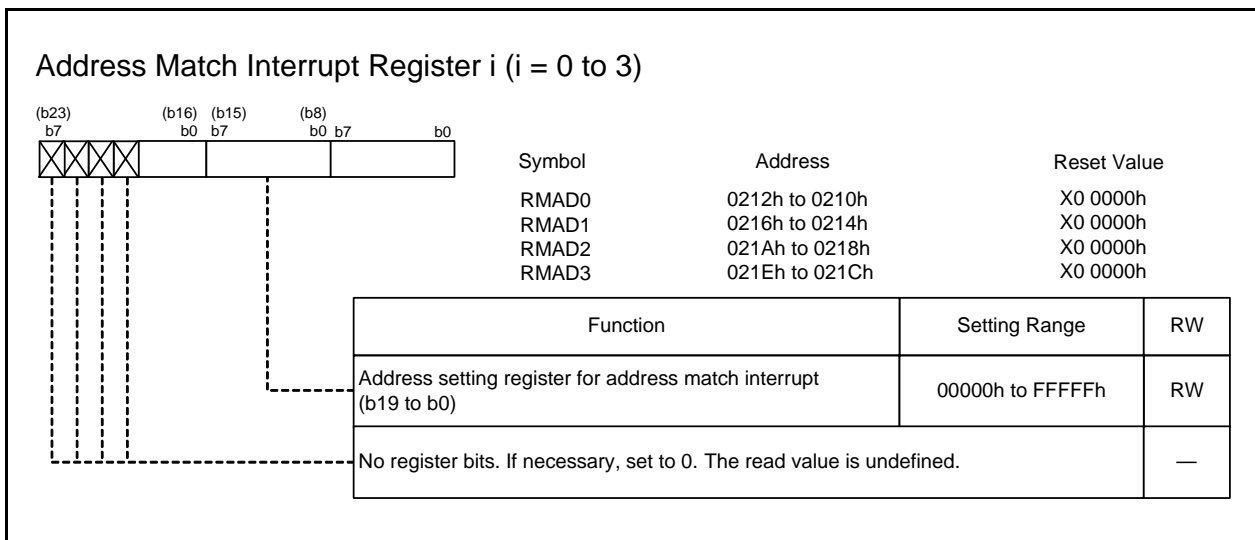 Address Match Interrupt Register i (i = 0 to 3)
(b23) (b16) (b15) (b8)
b7 b0 b7 b0 b7 b0
Symbol Address Reset Value
RMAD0 0212h to 0210h X0 0000h
RMAD1 0216h to 0214h X0 0000h
RMAD2 021Ah to 0218h X0 0000h
RMAD3 021Eh to 021Ch X0 0000h
Function Setting Range RW
Address setting register for address match interrupt
(b19 to b0) 00000h to FFFFFh RW
No register bits. If necessary, set to 0. The read value is undefined. —